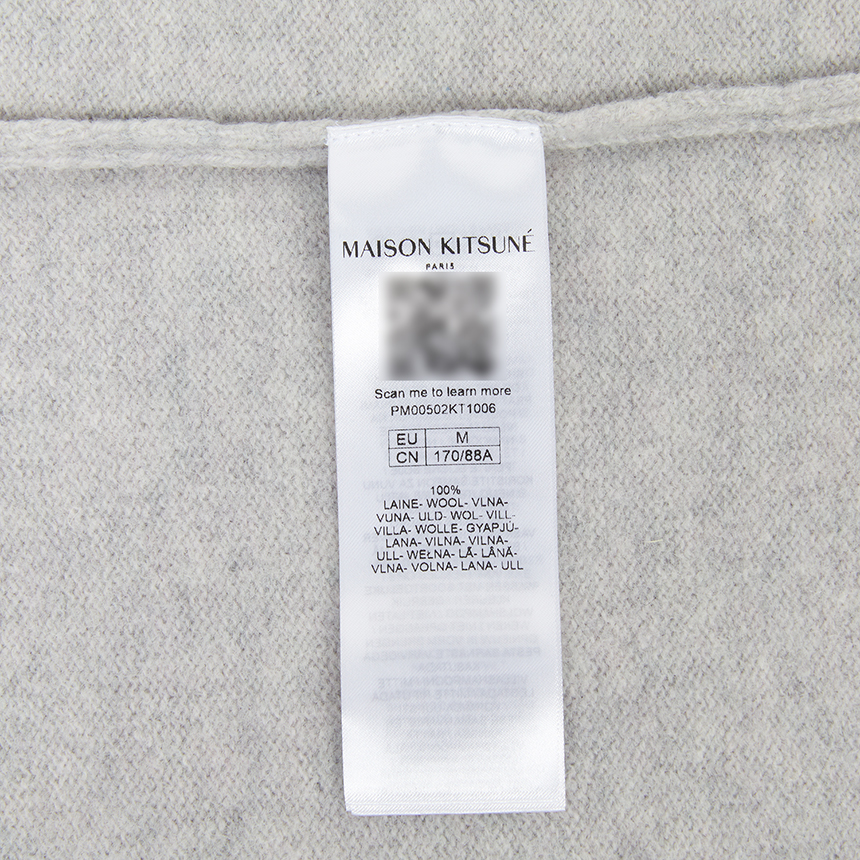 MAISON KITSUNÉ
PARIS
Scan me to learn more
PM00502KT1006
EU M
CN 170/88A
100%
LAINE- WOOL- VLNA-
VUNA- ULD- WOL- VILL-
VILLA- WOLLE- GYAPJÚ-
LANA- VILNA- VILNA-
ULL- WEŁNA- LÃ- LÂNĂ-
VLNA- VOLNA- LANA- ULL